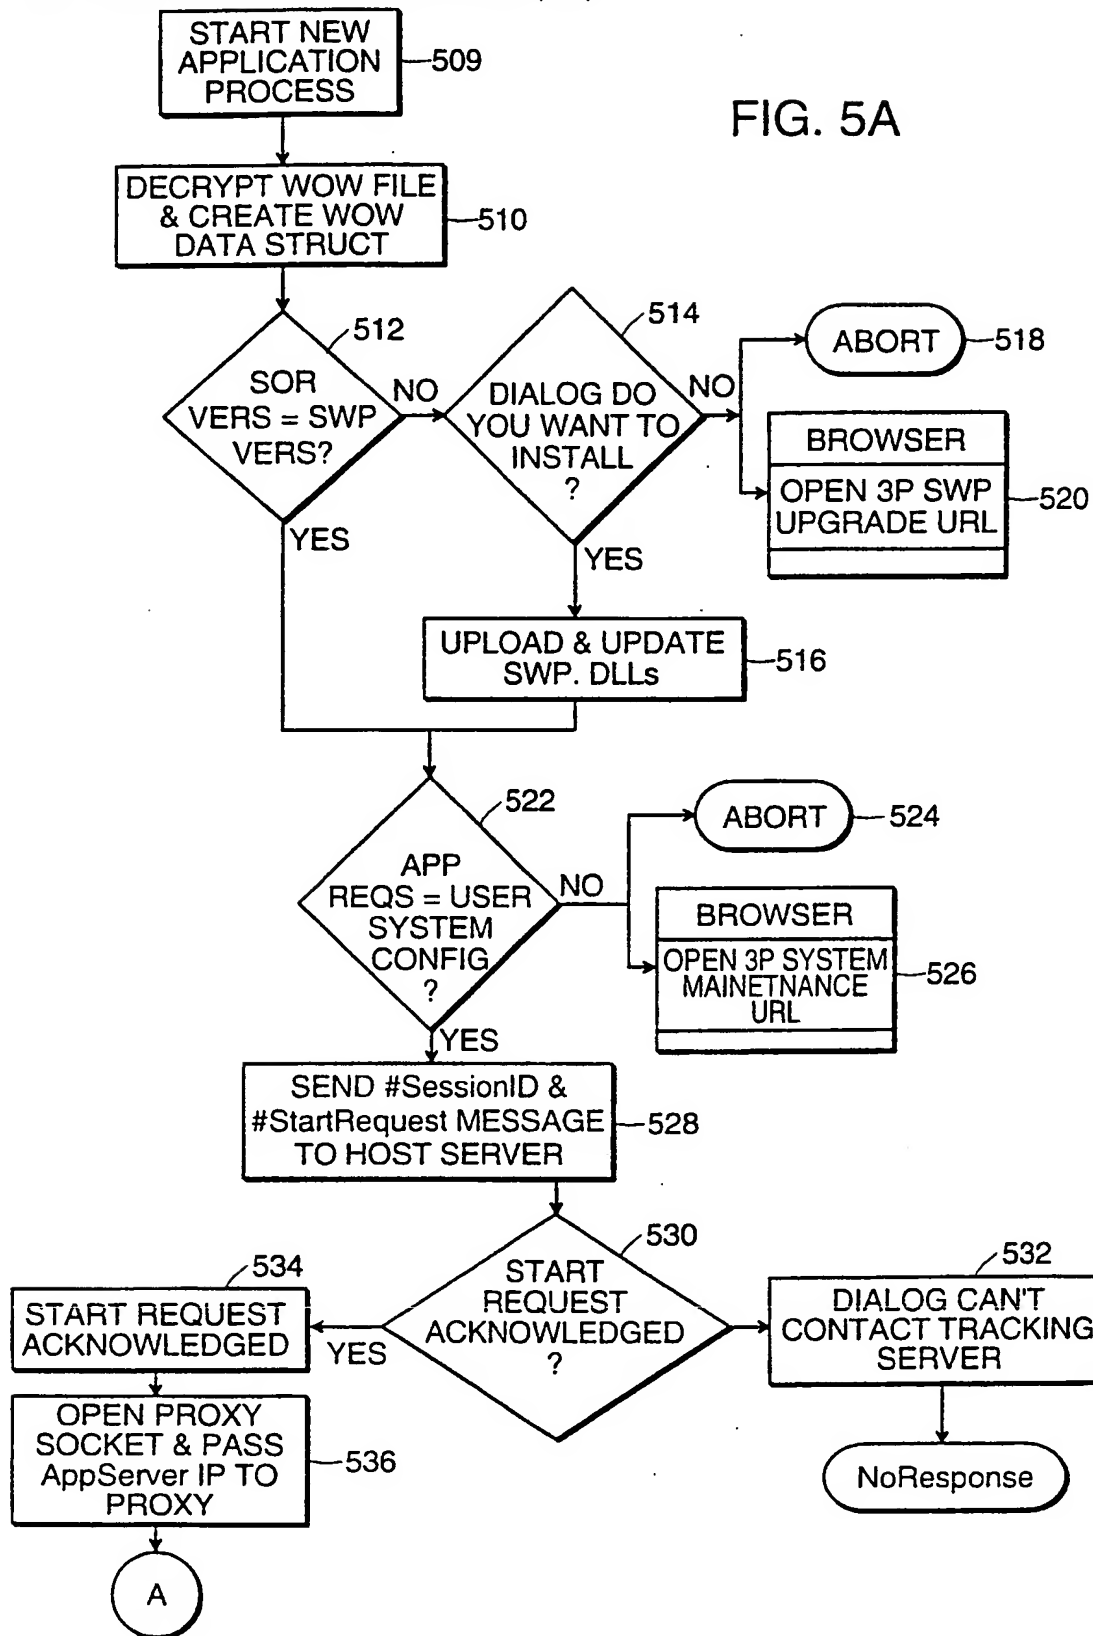 START NEW
APPLICATION
PROCESS
509
FIG. 5A
DECRYPT WOW FILE
& CREATE WOW
DATA STRUCT
510
512
SOR
VERS = SWP
VERS?
NO
YES
514
DIALOG DO
YOU WANT TO
INSTALL
?
NO
YES
ABORT
518
BROWSER
OPEN 3P SWP
UPGRADE URL
520
UPLOAD & UPDATE
SWP. DLLs
516
522
APP
REQS = USER
SYSTEM
CONFIG
?
NO
YES
ABORT
524
BROWSER
OPEN 3P SYSTEM
MAINETNANCE
URL
526
SEND #SessionID &
#StartRequest MESSAGE
TO HOST SERVER
528
530
START
REQUEST
ACKNOWLEDGED
?
YES
534
START REQUEST
ACKNOWLEDGED
532
DIALOG CAN'T
CONTACT TRACKING
SERVER
OPEN PROXY
SOCKET & PASS
AppServer IP TO
PROXY
536
NoResponse
A